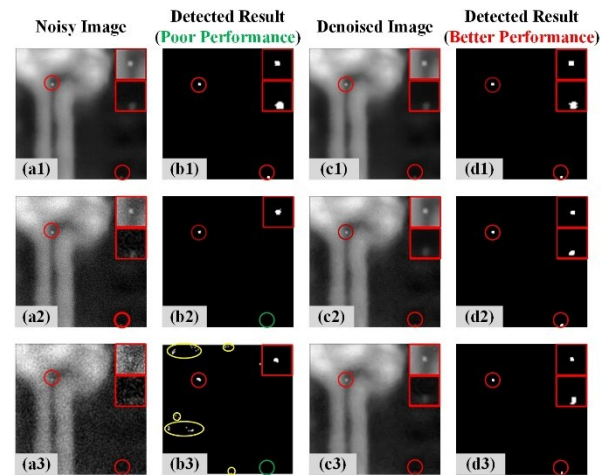 Noisy Image
Detected Result
(Poor Performance)
Denoised Image
Detected Result
(Better Performance)
(a1)
(b1)
(c1)
(d1)
(a2)
(b2)
(c2)
(d2)
(a3)
(b3)
(c3)
(d3)